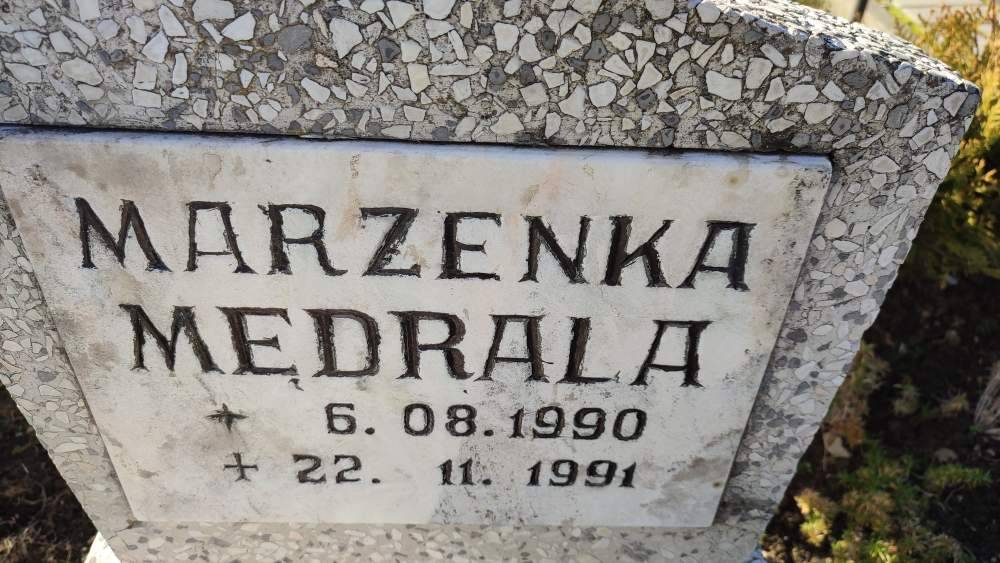 MARZENKA
MĘDRALA
* 6. 08. 1990
+ 22. 11. 1991